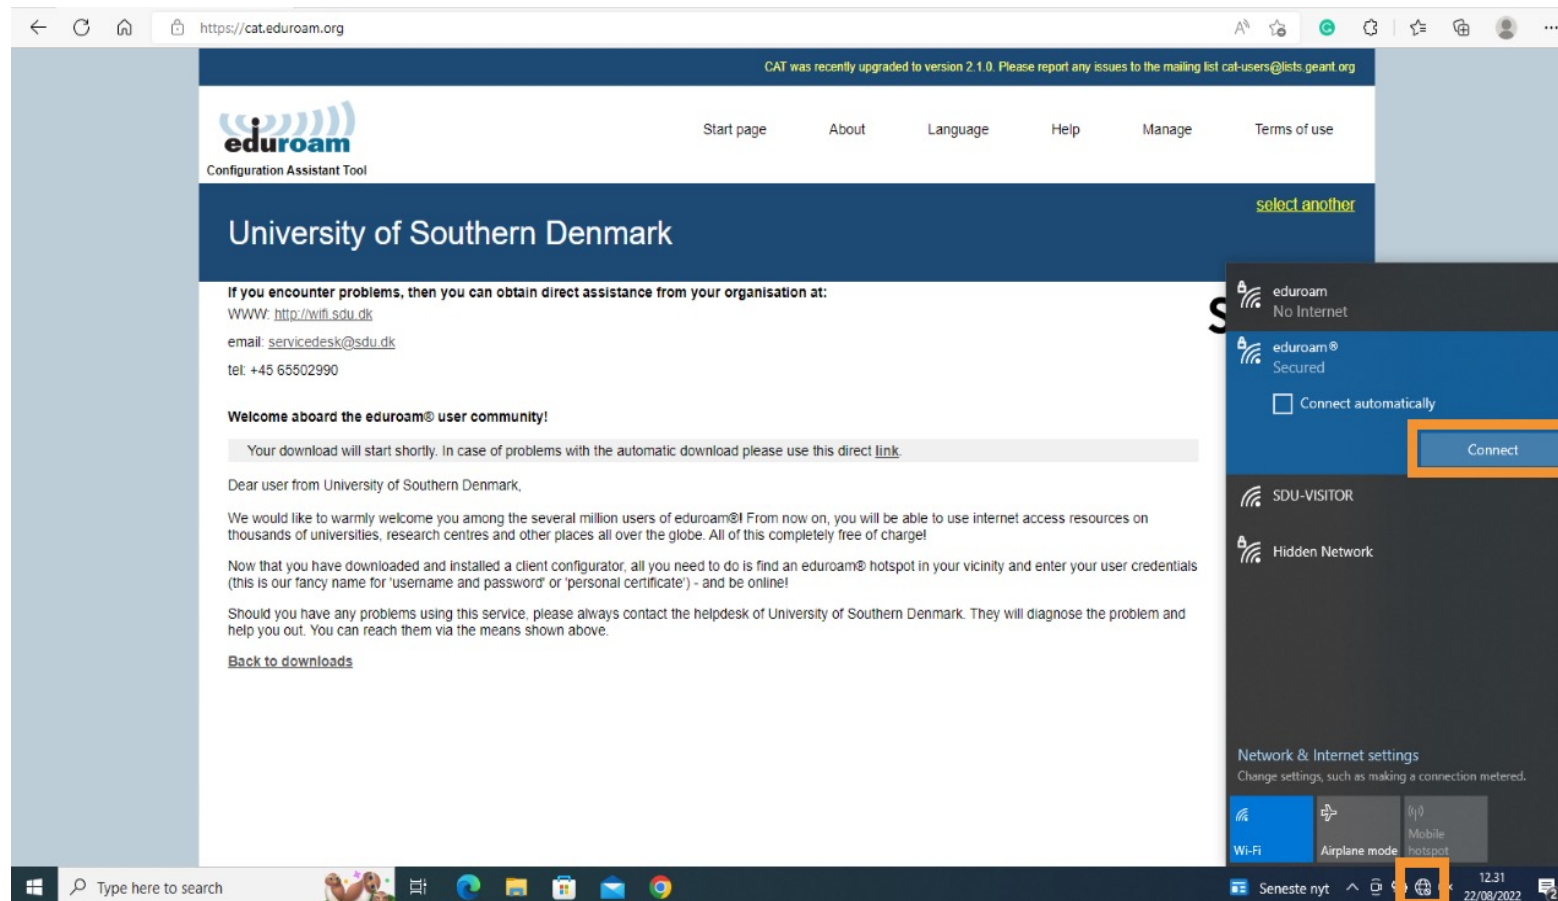 https://cat.eduroam.org
CAT was recently upgraded to version 2.1.0. Please report any issues to the mailing list cat-users@lists.geant.org
eduroam
Configuration Assistant Tool
Start page About Language Help Manage Terms of use
select another
University of Southern Denmark
If you encounter problems, then you can obtain direct assistance from your organisation at:
WWW: http://wifi.sdu.dk
email: servicedesk@sdu.dk
tel: +45 65502990
Welcome aboard the eduroam® user community!
Your download will start shortly. In case of problems with the automatic download please use this direct link.
Dear user from University of Southern Denmark,
We would like to warmly welcome you among the several million users of eduroam®! From now on, you will be able to use internet access resources on
thousands of universities, research centres and other places all over the globe. All of this completely free of charge!
Now that you have downloaded and installed a client configurator, all you need to do is find an eduroam® hotspot in your vicinity and enter your user credentials
(this is our fancy name for 'username and password' or 'personal certificate') - and be online!
Should you have any problems using this service, please always contact the helpdesk of University of Southern Denmark. They will diagnose the problem and
help you out. You can reach them via the means shown above.
Back to downloads
S
eduroam
No Internet
eduroam®
Secured
Connect automatically
Connect
SDU-VISITOR
Hidden Network
Network & Internet settings
Change settings, such as making a connection metered.
Wi-Fi
Airplane mode
Mobile
hotspot
Type here to search
Seneste nyt
12.31
22/08/2022
2